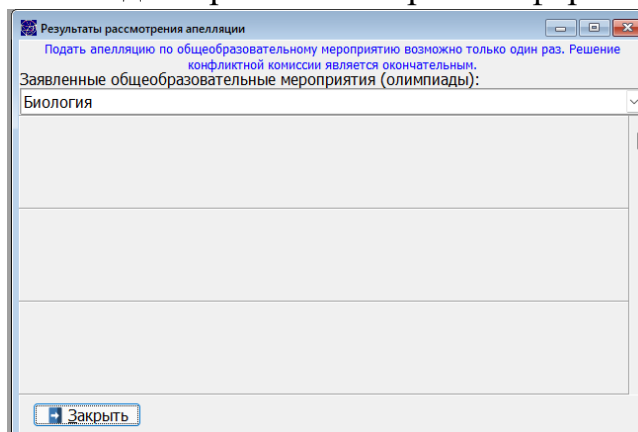 Результаты рассмотрения апелляции
Подать апелляцию по общеобразовательному мероприятию возможно только один раз. Решение
конфликтной комиссии является окончательным.
Заявленные общеобразовательные мероприятия (олимпиады):
Биология
Закрыть